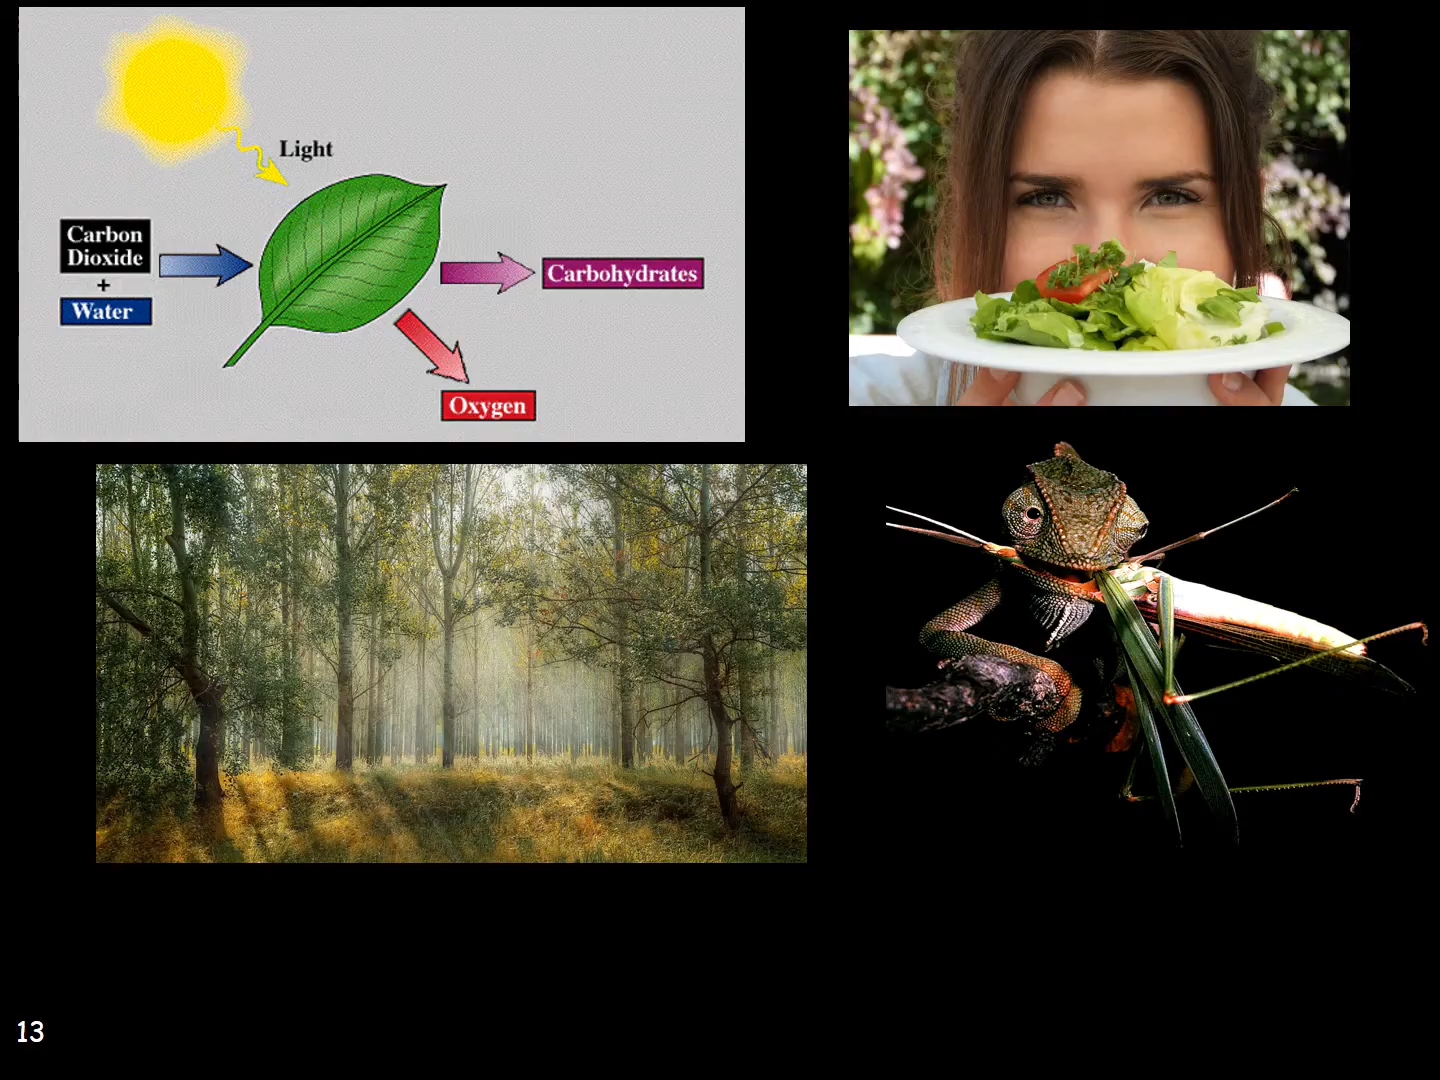 Light
Carbon
Dioxide
+
Water
Carbohydrates
Oxygen
13